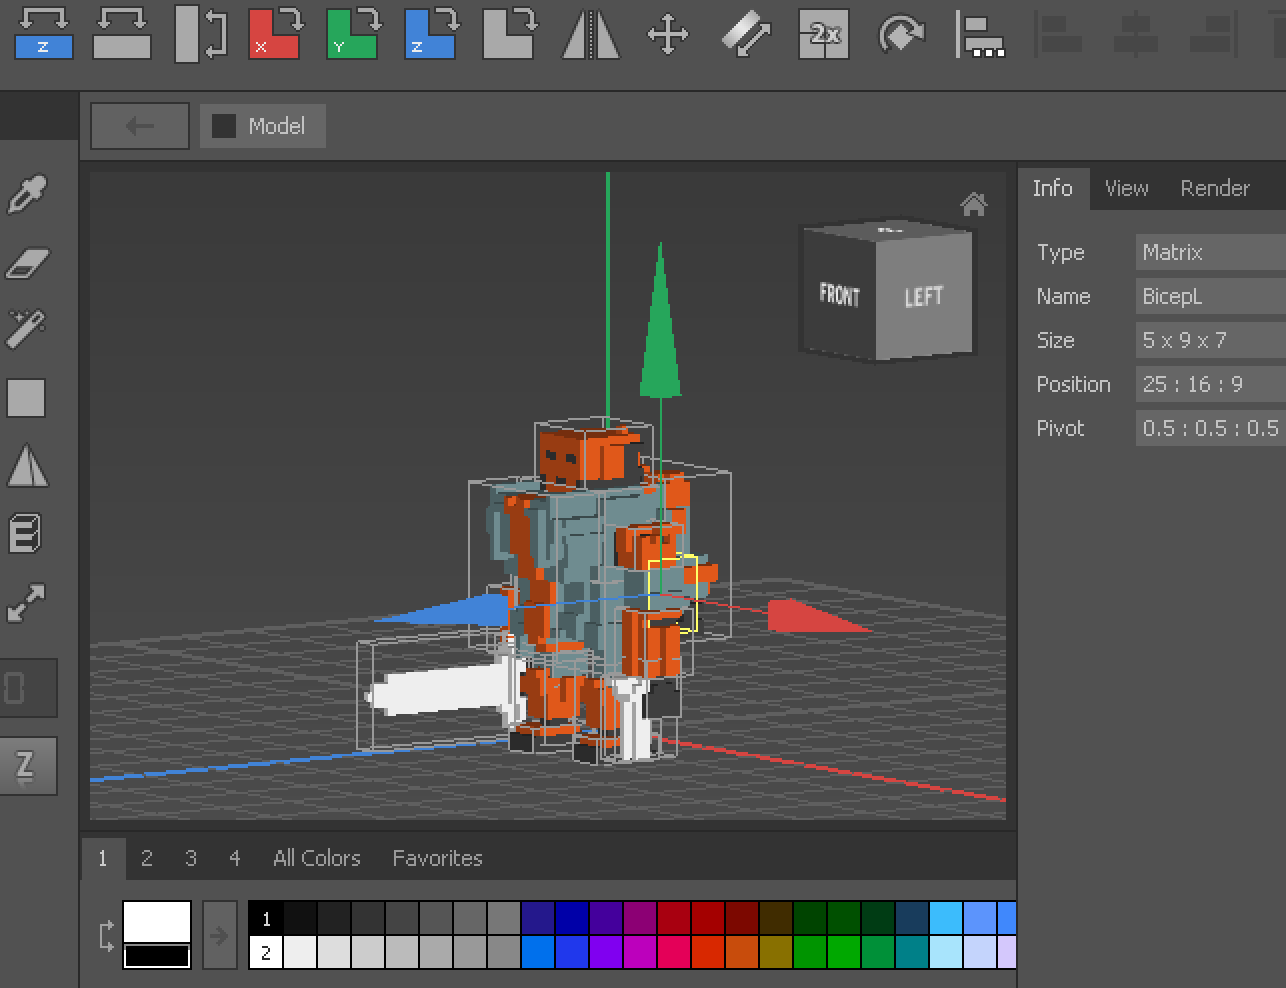 Z
X
Y
Z
2x
Model
Info View Render
FRONT LEFT
Type Matrix
Name BicepL
Size 5 x 9 x 7
Position 25 : 16 : 9
Pivot 0.5 : 0.5 : 0.5
0
Z
1 2 3 4 All Colors Favorites
1
2